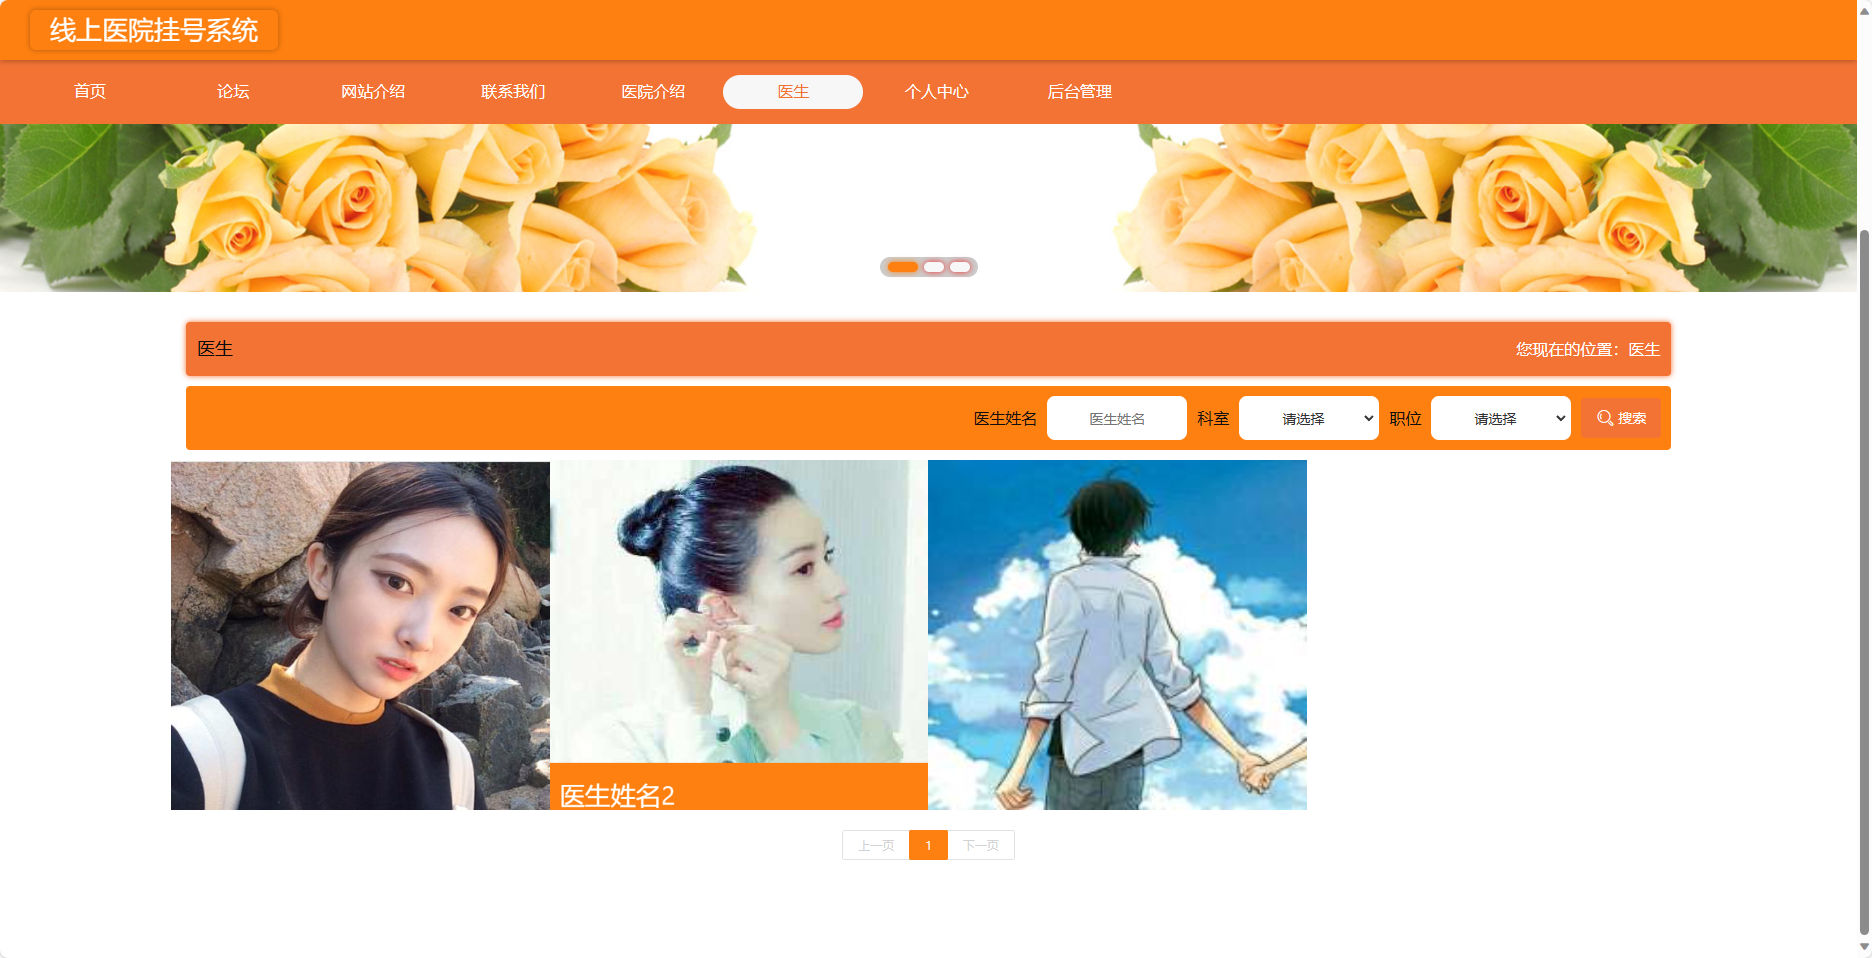 线上医院挂号系统
首页 论坛 网站介绍 联系我们 医院介绍 医生 个人中心 后台管理
医生 您现在的位置：医生
医生姓名 医生姓名 科室 请选择 职位 请选择 搜索
医生姓名2
上一页 1 下一页